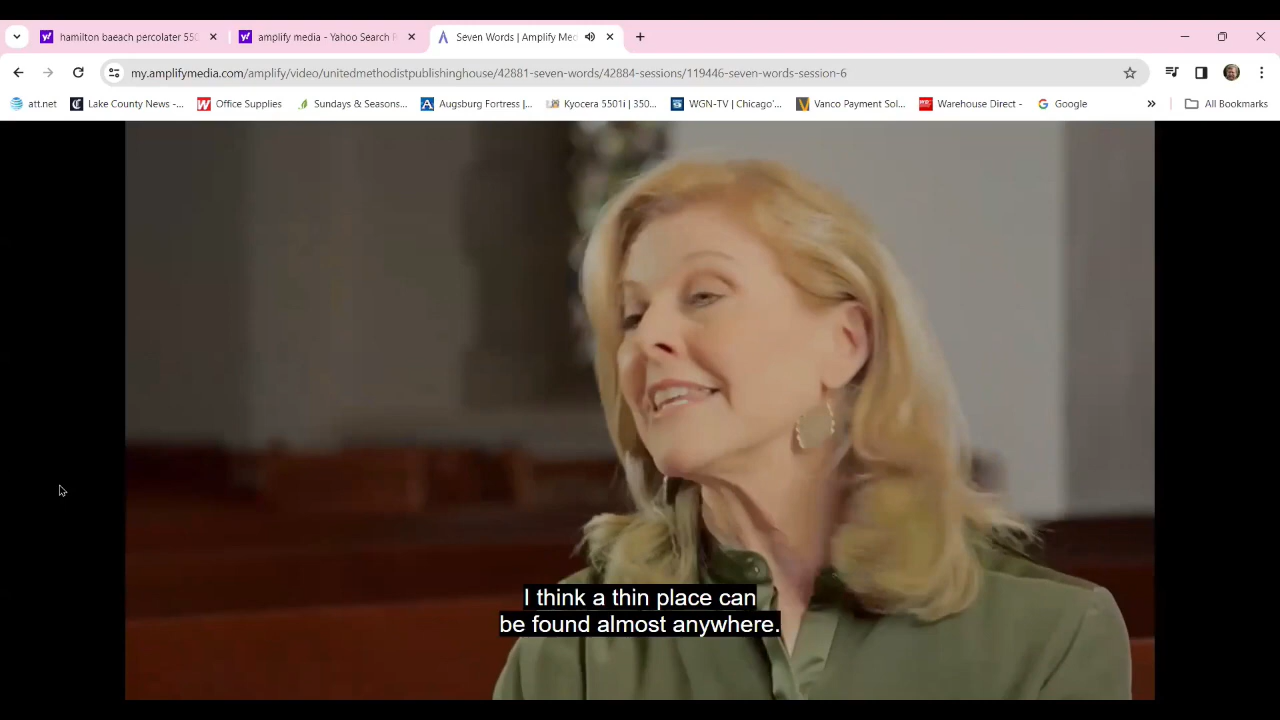 hamilton baeach percolater 550
amplify media - Yahoo Search R
Seven Words | Amplify Med
my.amplifymedia.com/amplify/video/unitedmethodistpublishinghouse/42881-seven-words/42884-sessions/119446-seven-words-session-6
att.net
Lake County News -...
Office Supplies
Sundays & Seasons...
Augsburg Fortress |...
Kyocera 5501i | 350...
WGN-TV | Chicago'...
Vanco Payment Sol...
Warehouse Direct -
Google
All Bookmarks
I think a thin place can
be found almost anywhere.